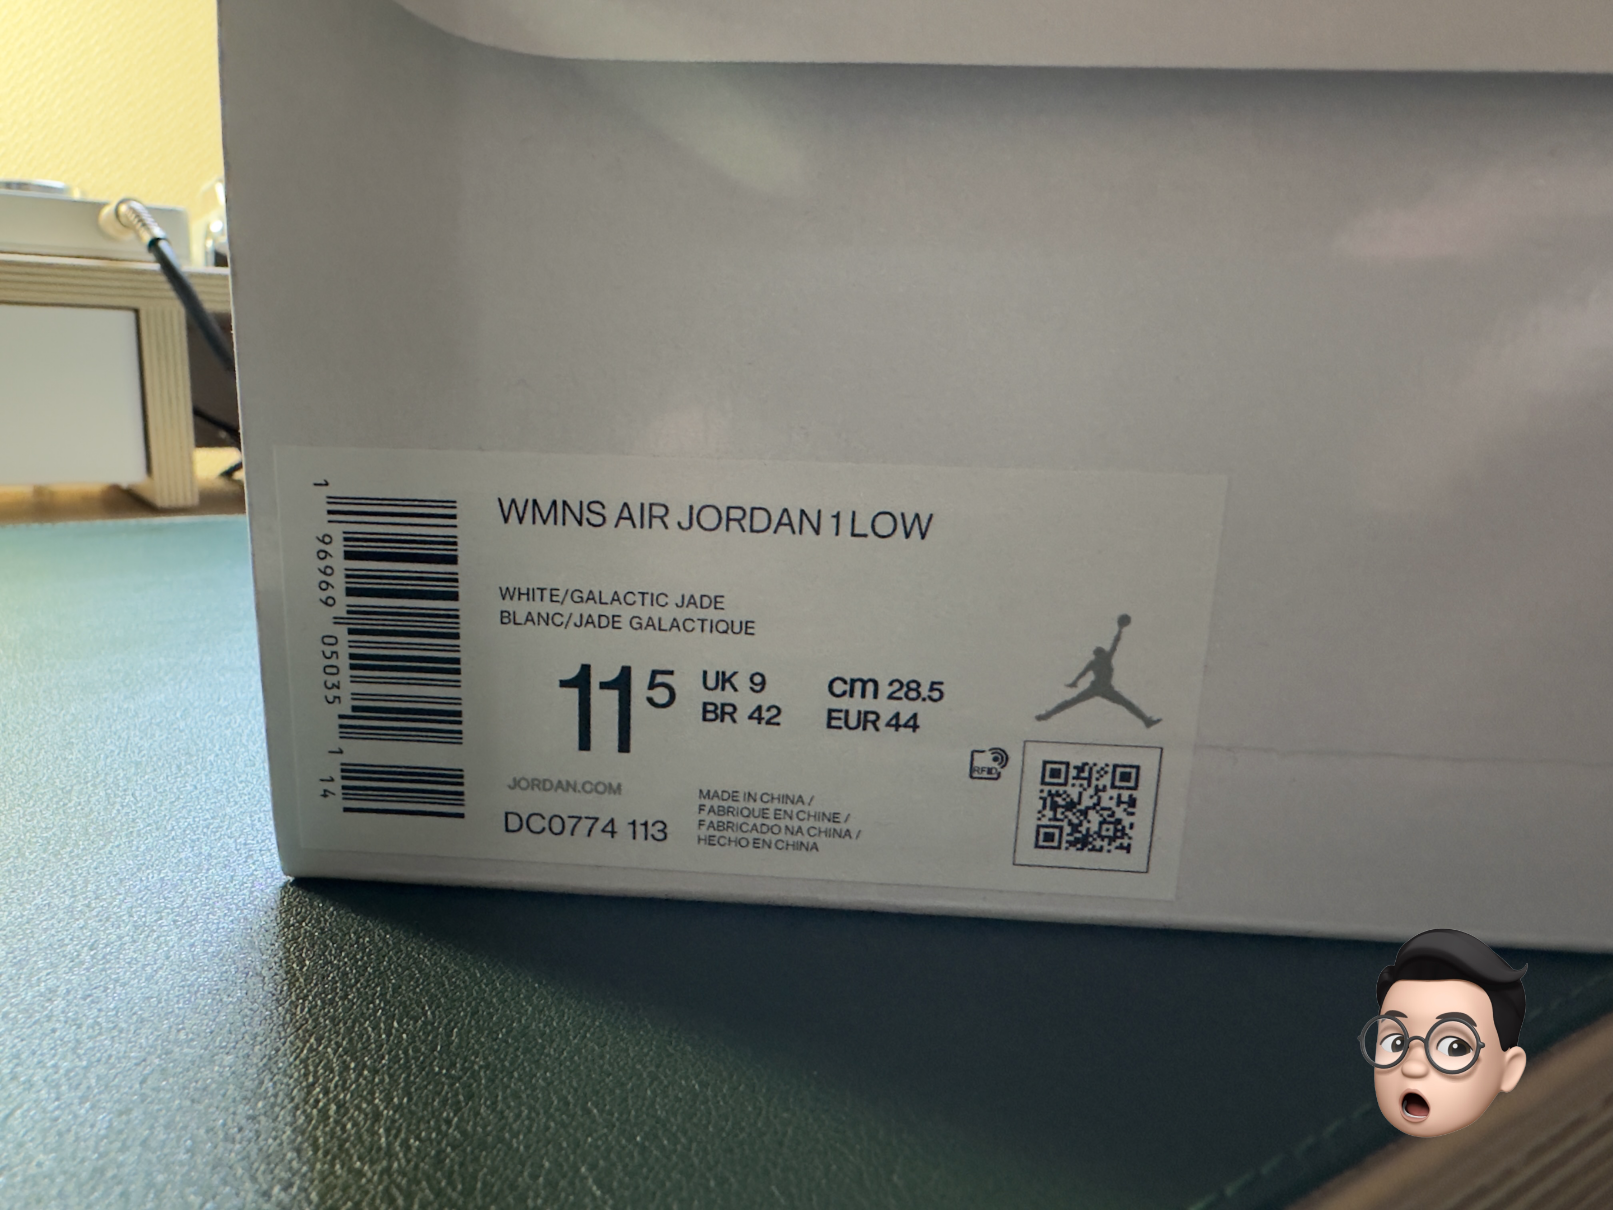 WMNS AIR JORDAN 1 LOW
WHITE/GALACTIC JADE
BLANC/JADE GALACTIQUE
11 5
UK 9
BR 42
cm 28.5
EUR 44
RFID
JORDAN.COM
DC0774 113
MADE IN CHINA /
FABRIQUE EN CHINE /
FABRICADO NA CHINA /
HECHO EN CHINA
1 96969 05035 1 14